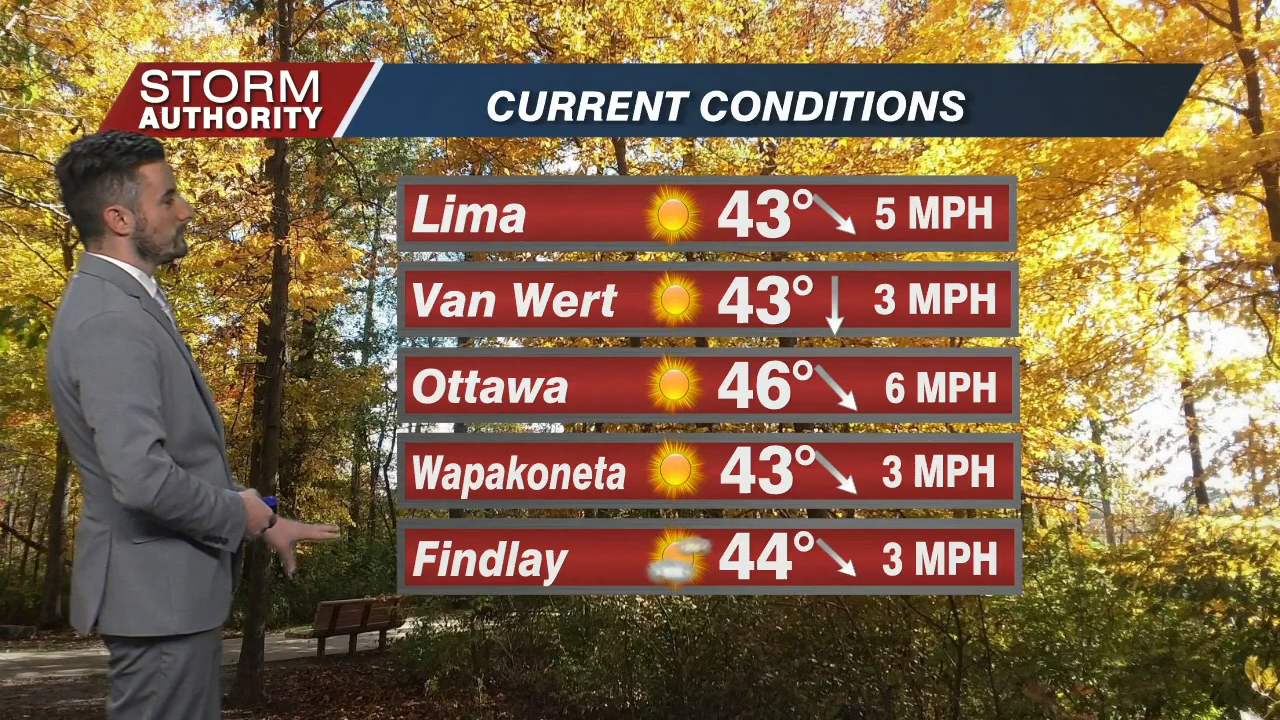 STORM
AUTHORITY
CURRENT CONDITIONS
Lima 43° 5 MPH
Van Wert 43° 3 MPH
Ottawa 46° 6 MPH
Wapakoneta 43° 3 MPH
Findlay 44° 3 MPH